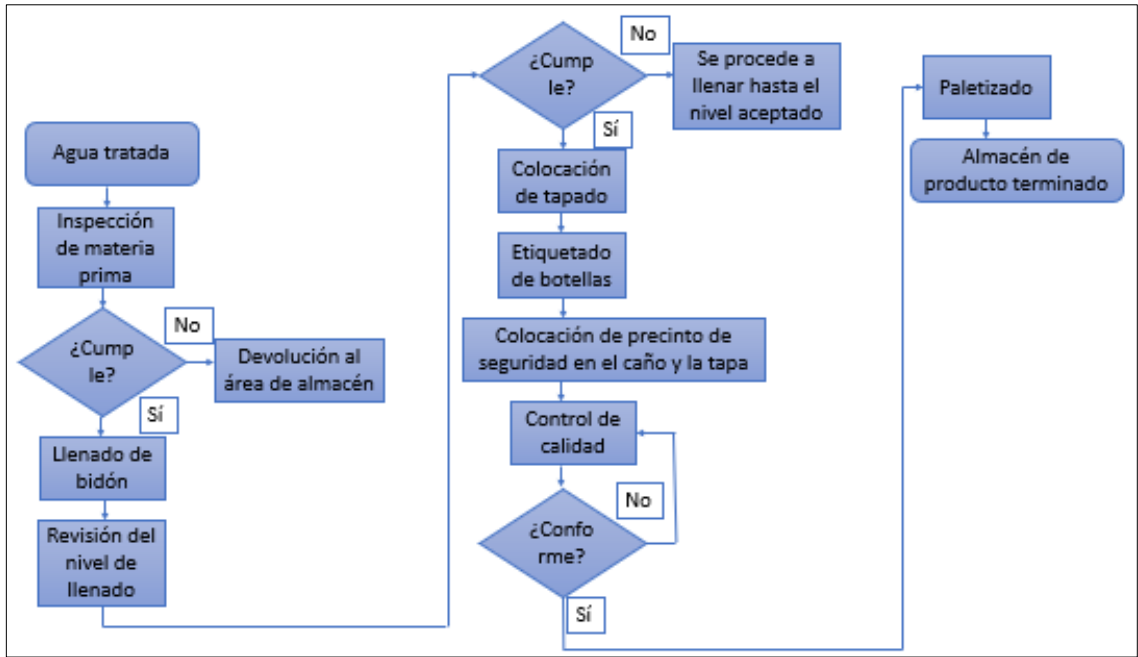 Agua tratada
Inspección
de materia
prima
¿Cump
le?
No
Devolución al
área de almacén
Sí
Llenado de
bidón
Revisión del
nivel de
llenado
¿Cump
le?
No
Se procede a
llenar hasta el
nivel aceptado
Sí
Colocación
de tapado
Etiquetado
de botellas
Colocación de precinto de
seguridad en el caño y la tapa
Control de
calidad
No
¿Confo
rme?
Sí
Paletizado
Almacén de
producto terminado